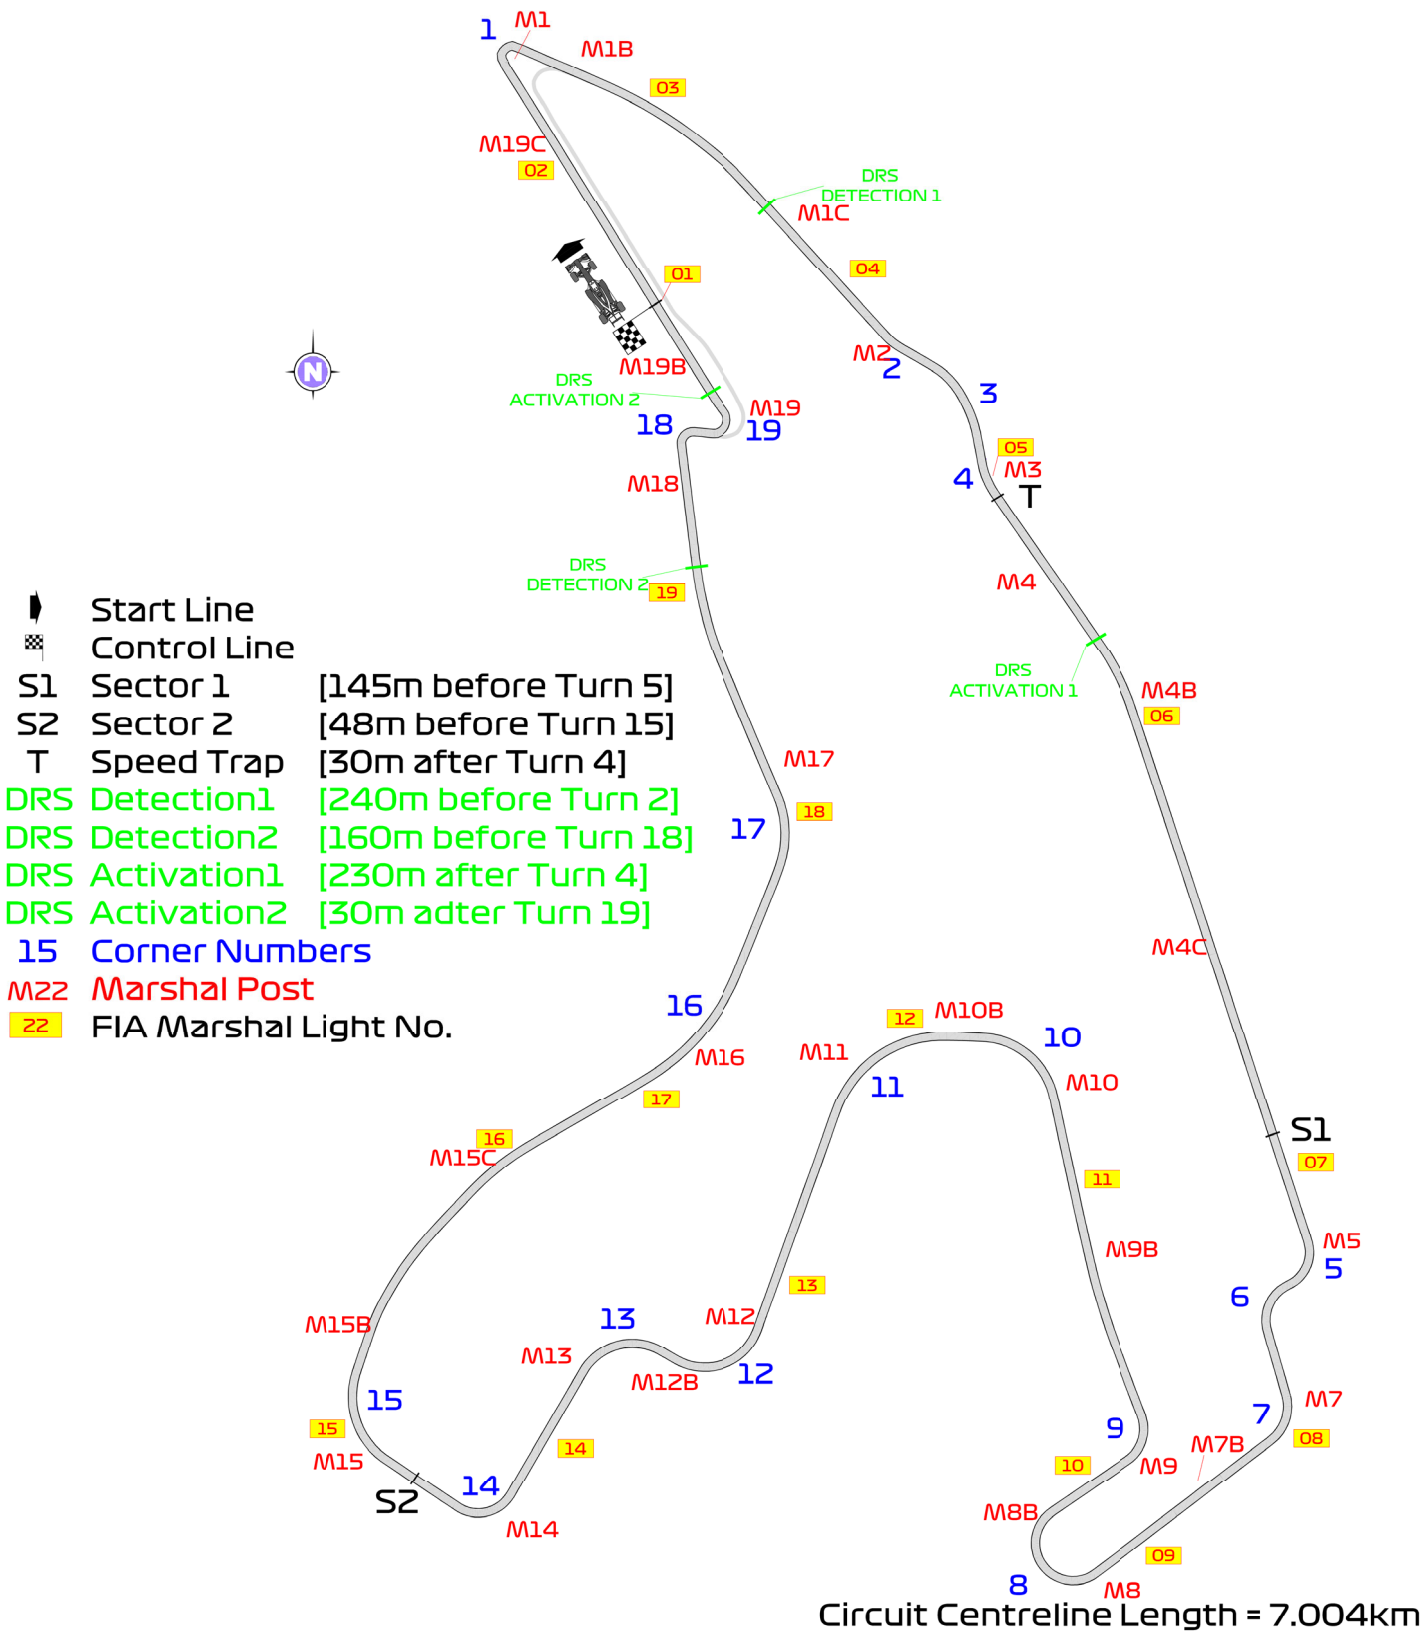 1
M1
M1B
03
M19C
02
DRS
DETECTION 1
M1C
04
01
M2
2
M19B
N
DRS
ACTIVATION 2
3
M19
18
19
05
4
M3
T
M18
DRS
DETECTION 2
19
M4
DRS
ACTIVATION 1
M4B
06
Start Line
Control Line
S1 Sector 1 [145m before Turn 5]
S2 Sector 2 [48m before Turn 15]
T Speed Trap [30m after Turn 4]
DRS Detection1 [240m before Turn 2]
DRS Detection2 [160m before Turn 18]
DRS Activation1 [230m after Turn 4]
DRS Activation2 [30m adter Turn 19]
15 Corner Numbers
M22 Marshal Post
22 FIA Marshal Light No.
M17
18
17
M4C
16
12
M10B
10
M16
M11
11
M10
17
S1
16
M15C
07
11
M5
M9B
5
13
6
M15B
13
M12
M13
12
M12B
15
7
M7
9
15
08
M7B
14
M15
10
M9
14
S2
M8B
M14
09
8
M8
Circuit Centreline Length = 7.004km